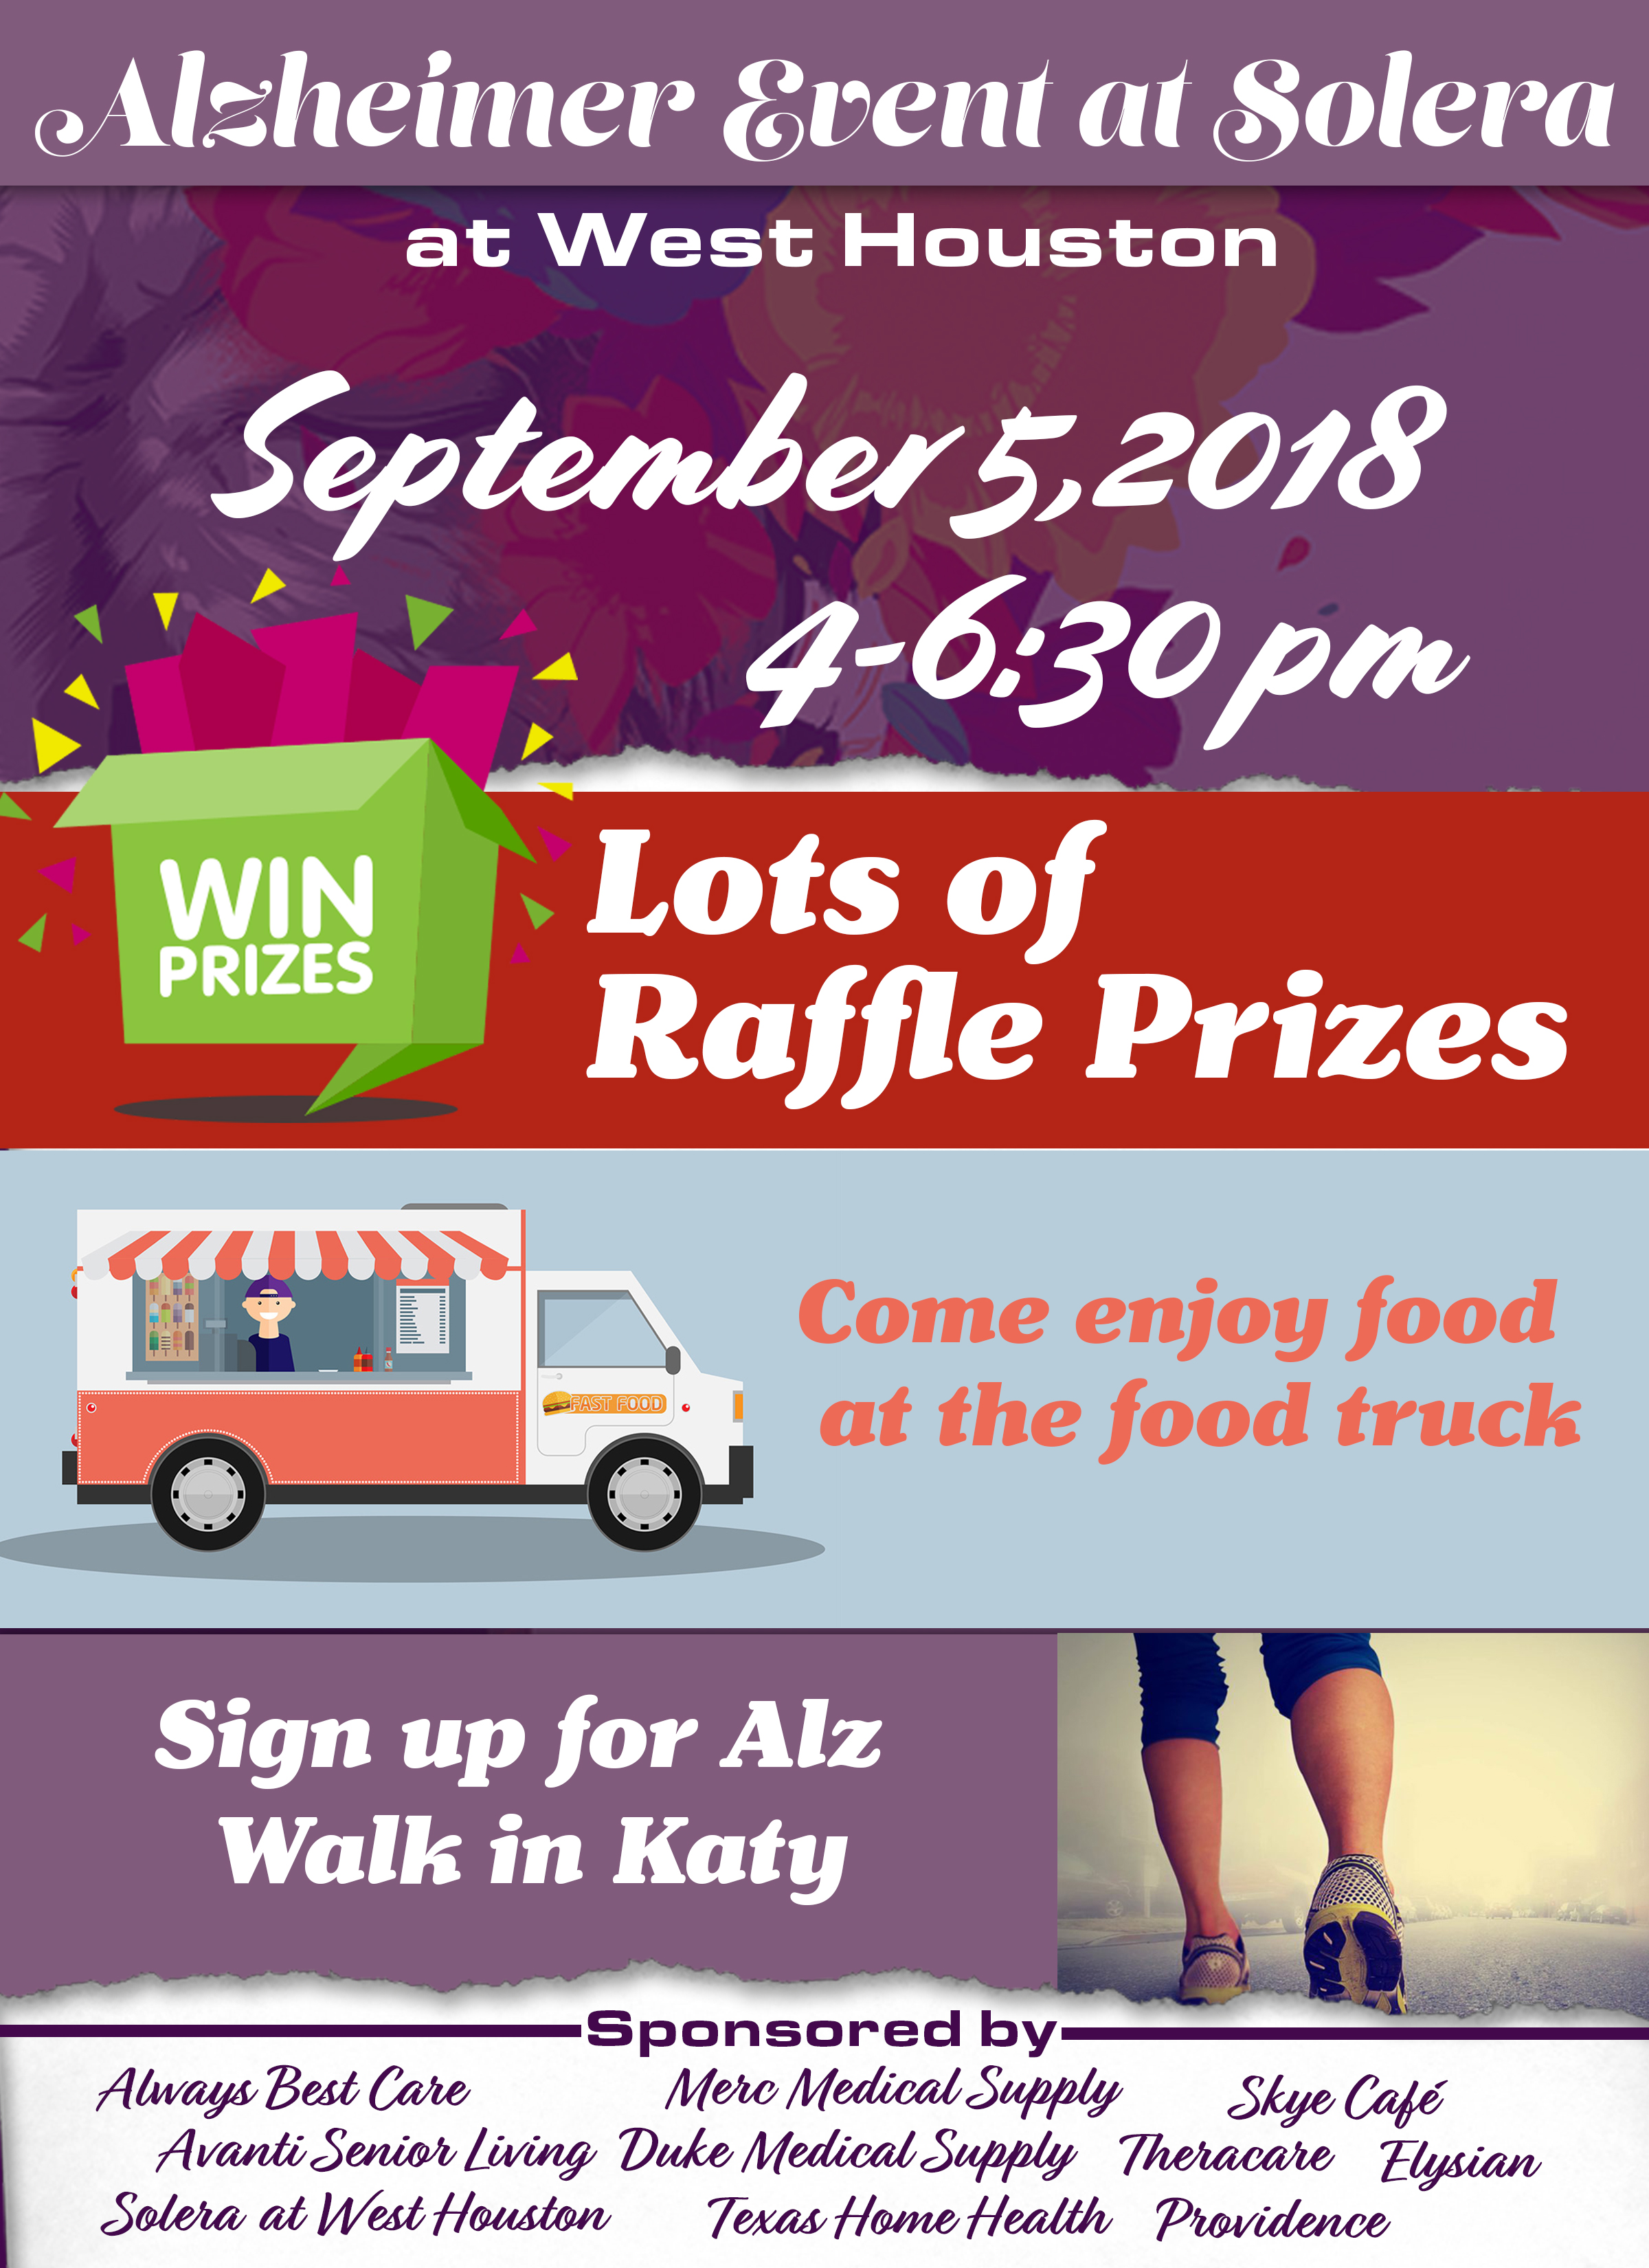 Alzheimer Event at Solera
at West Houston
September 5, 2018
4-6:30 pm
WIN
PRIZES
Lots of
Raffle Prizes
FAST FOOD
Come enjoy food
at the food truck
Sign up for Alz
Walk in Katy
Sponsored by
Always Best Care Merc Medical Supply Skye Café
Avanti Senior Living Duke Medical Supply Theracare Elysian
Solera at West Houston Texas Home Health Providence